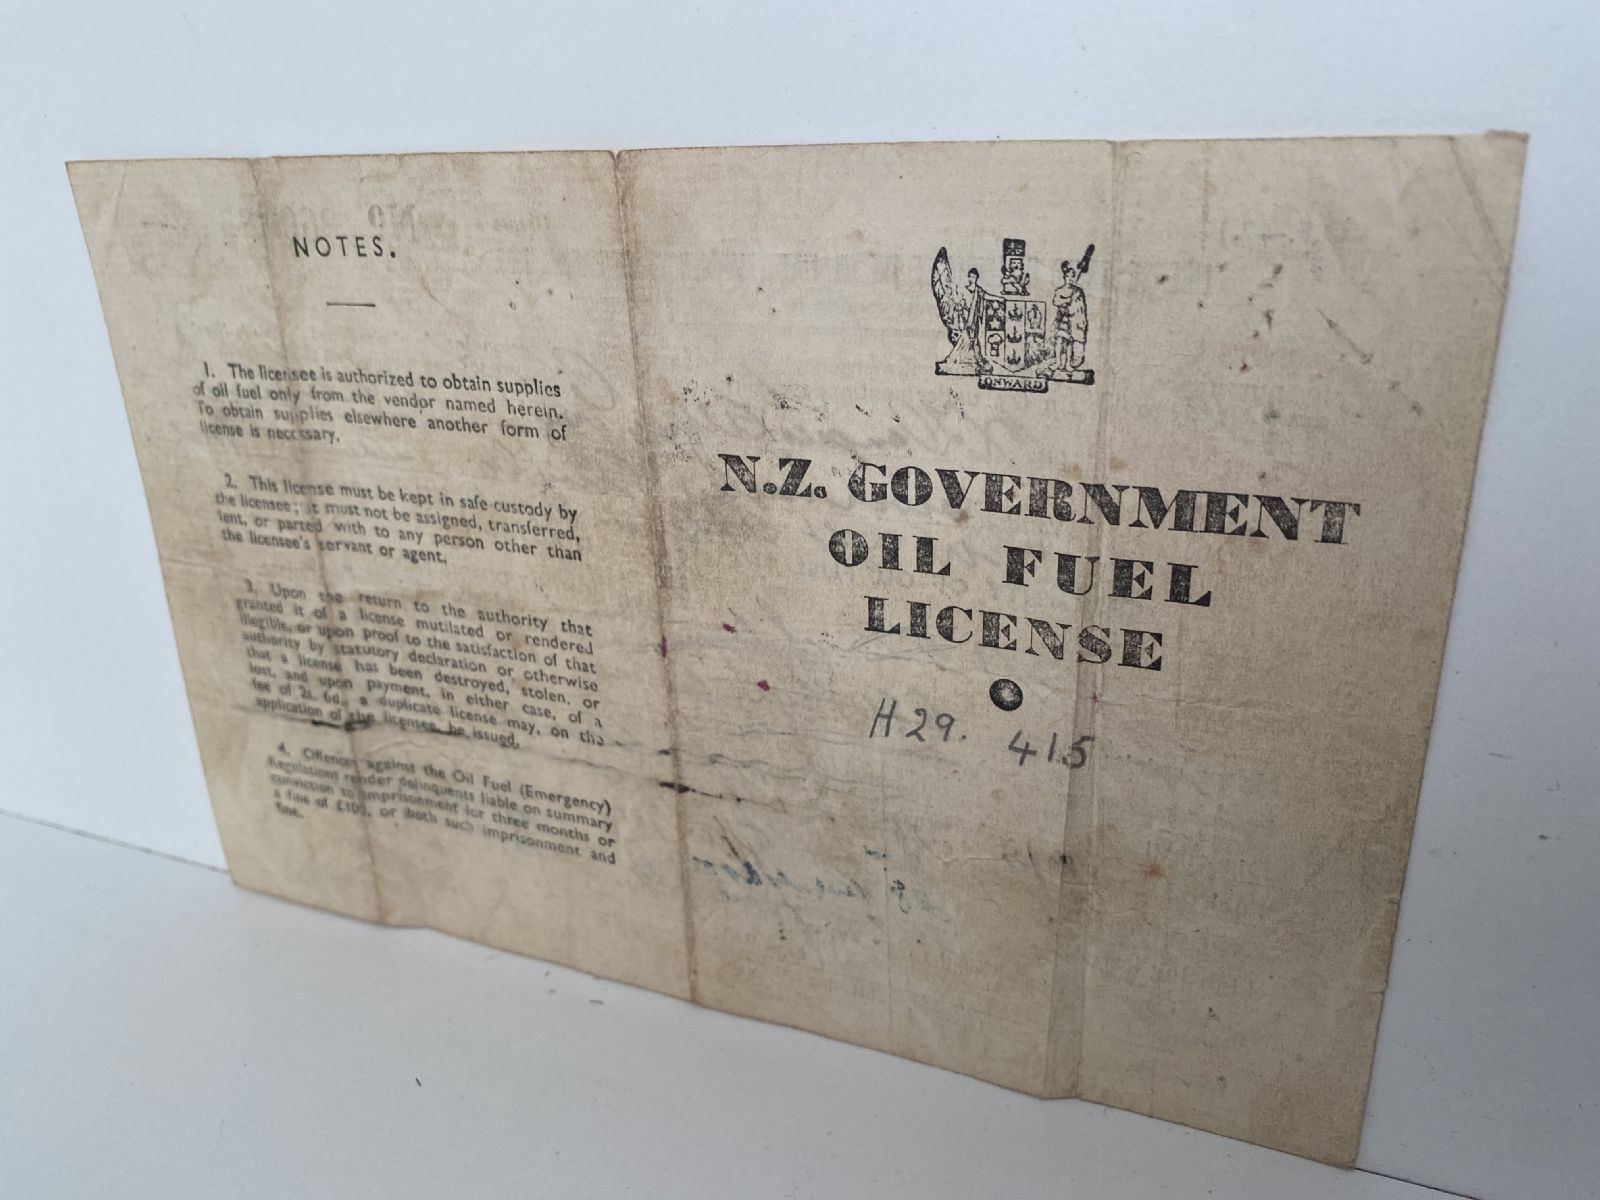 NOTES.
1. The licensee is authorized to obtain supplies
of oil fuel only from the vendor named herein.
To obtain supplies elsewhere another form of
license is necessary.
2. This license must be kept in safe custody by
the licensee; it must not be assigned, transferred,
lent, or parted with to any person other than
the licensee's servant or agent.
3. Upon the return to the authority that
granted it of a license mutilated or rendered
illegible, or upon proof to the satisfaction of that
authority by statutory declaration or otherwise
that a license has been destroyed, stolen, or
lost, and upon payment, in either case, of a
fee of 2s. 6d., a duplicate license may, on the
application of the licensee, be issued.
4. Offences against the Oil Fuel (Emergency)
Regulations render delinquents liable on summary
conviction to imprisonment for three months or
a fine of £100, or both such imprisonment and
fine.
ONWARD
N.Z. GOVERNMENT
OIL FUEL
LICENSE
H29. 415